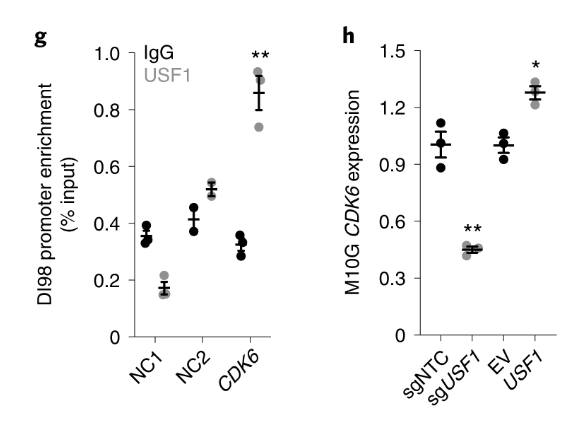 g
IgG
USF1
**
DI98 promoter enrichment
(% input)
1.0
0.8
0.6
0.4
0.2
0
NC1
NC2
CDK6
h
M10G CDK6 expression
1.5
1.2
0.9
0.6
0.3
0
**
*
sgNTC
sgUSF1
EV
USF1